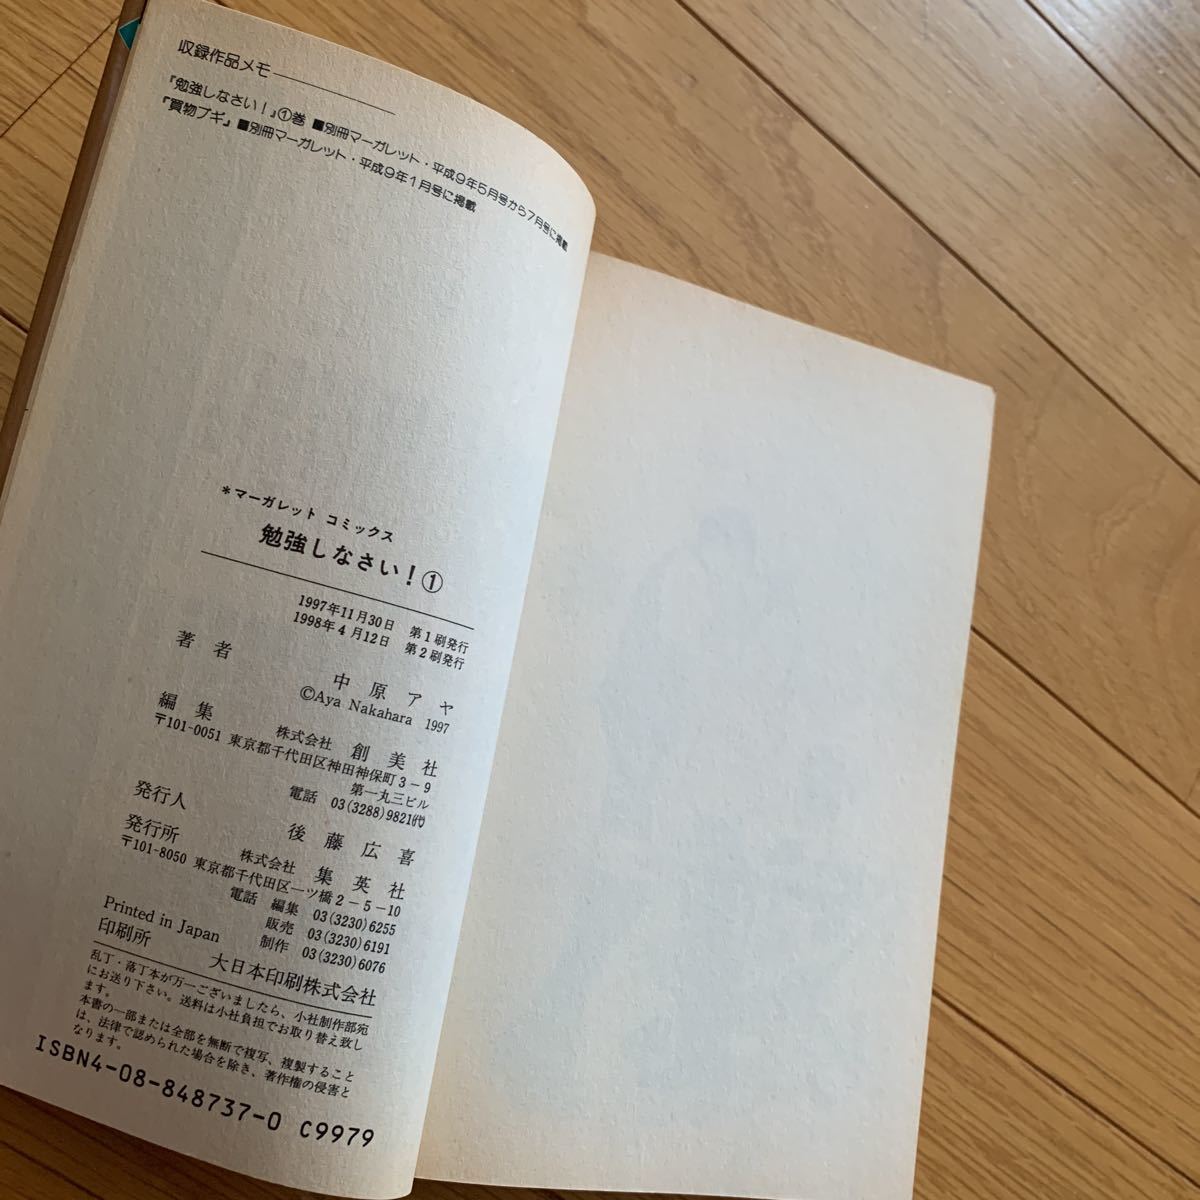 収録作品メモ
『勉強しなさい!』①巻 ■別冊マーガレット・平成9年5月号から7月号に掲載
『買物ブギ』■別冊マーガレット・平成9年1月号に掲載
*マーガレット コミックス
勉強しなさい!①
1997年11月30日 第1刷発行
1998年4月12日 第2刷発行
著者 中原アヤ
©Aya Nakahara 1997
編集 株式会社 創美社
〒101-0051 東京都千代田区神田神保町3-9
第一丸三ビル
電話 03(3288)9821(代)
発行人 後藤広喜
発行所 株式会社 集英社
〒101-8050 東京都千代田区一ツ橋2-5-10
電話 編集 03(3230)6255
販売 03(3230)6191
制作 03(3230)6076
Printed in Japan
印刷所 大日本印刷株式会社
乱丁・落丁本が万一ございましたら、小社制作部宛
にお送り下さい。送料は小社負担でお取り替え致し
ます。
本書の一部または全部を無断で複写、複製すること
は、法律で認められた場合を除き、著作権の侵害と
なります。
ISBN4-08-848737-0 C9979